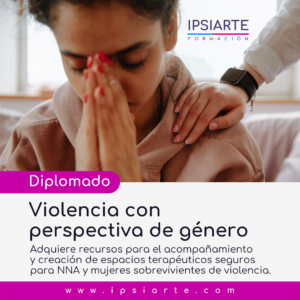 IPSIARTE
FORMACIÓN
Diplomado
Violencia con
perspectiva de género
Adquiere recursos para el acompañamiento
y creación de espacios terapéuticos seguros
para NNA y mujeres sobrevivientes de violencia.
www.ipsiarte.com